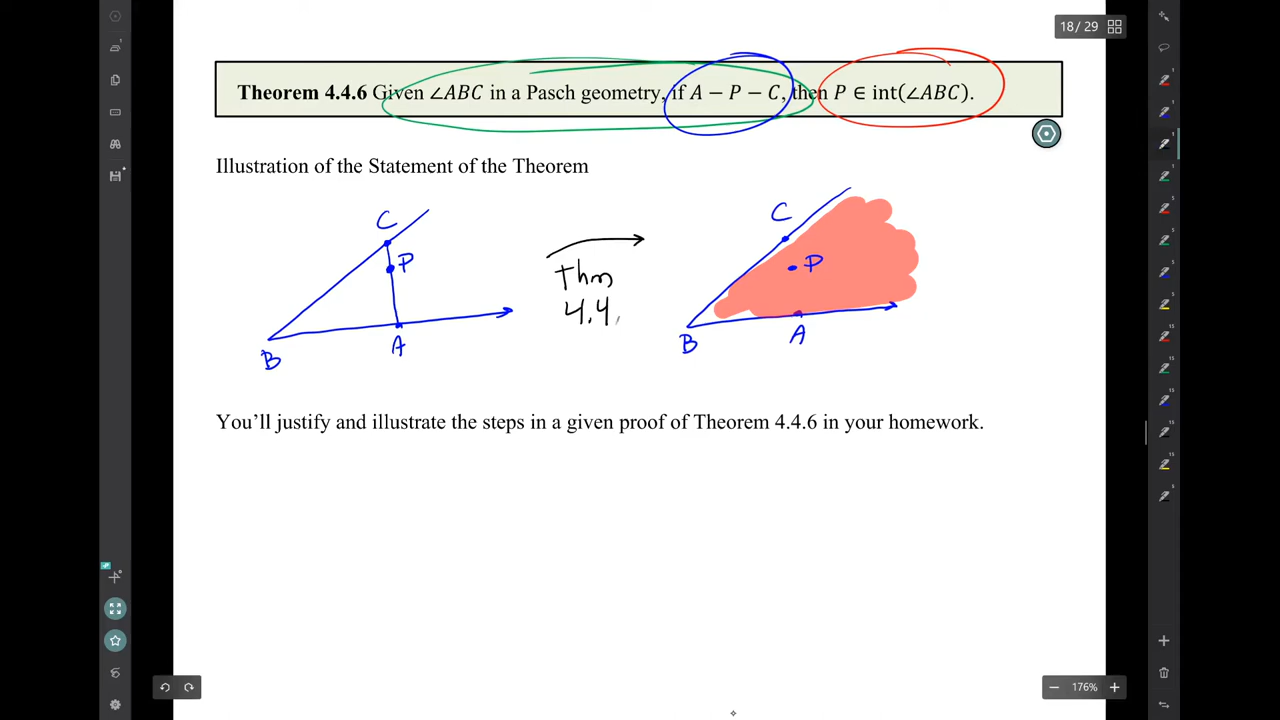 18/29
Theorem 4.4.6 Given ∠ABC in a Pasch geometry, if A − P − C, then P ∈ int(∠ABC).
Illustration of the Statement of the Theorem
C
P
B
A
Thm
4.4
C
P
B
A
You’ll justify and illustrate the steps in a given proof of Theorem 4.4.6 in your homework.
176%